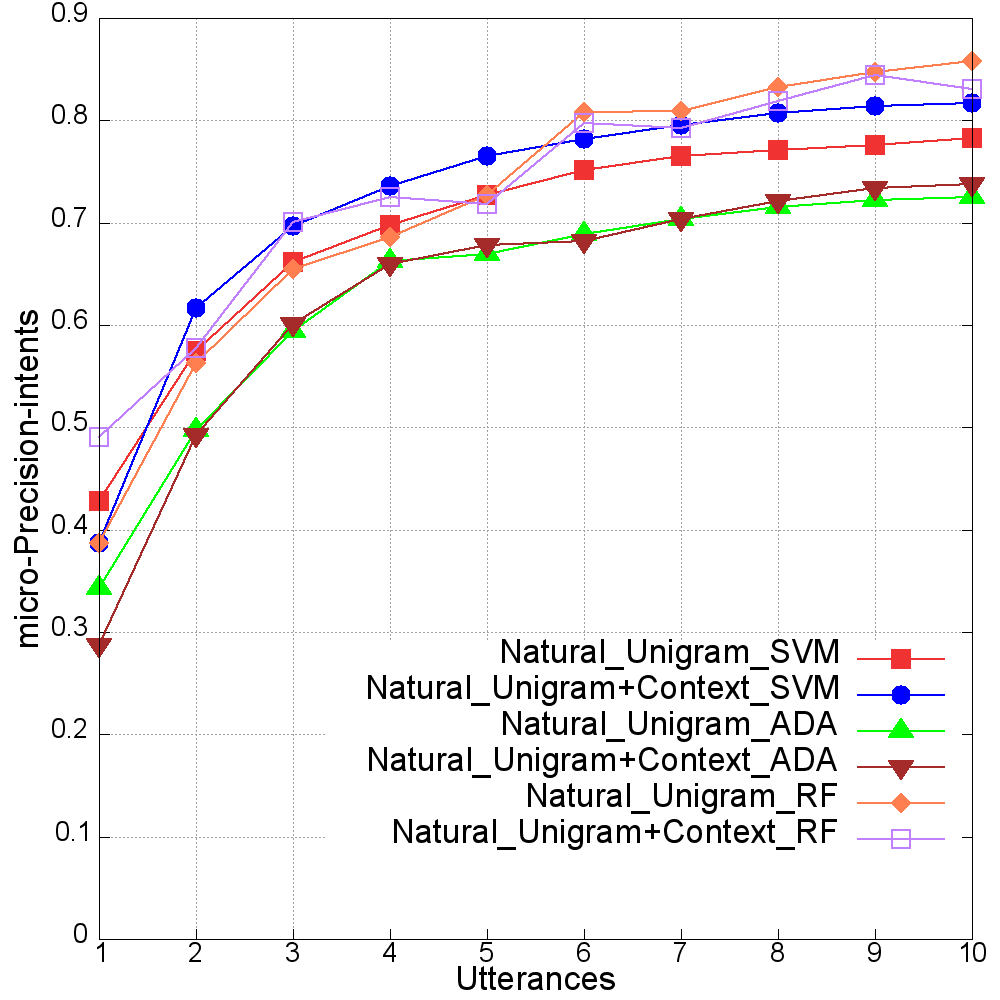 0.9
0.8
0.7
0.6
0.5
0.4
0.3
0.2
0.1
0
micro-Precision-intents
Natural_Unigram_SVM
Natural_Unigram+Context_SVM
Natural_Unigram_ADA
Natural_Unigram+Context_ADA
Natural_Unigram_RF
Natural_Unigram+Context_RF
1 2 3 4 5 6 7 8 9 10
Utterances